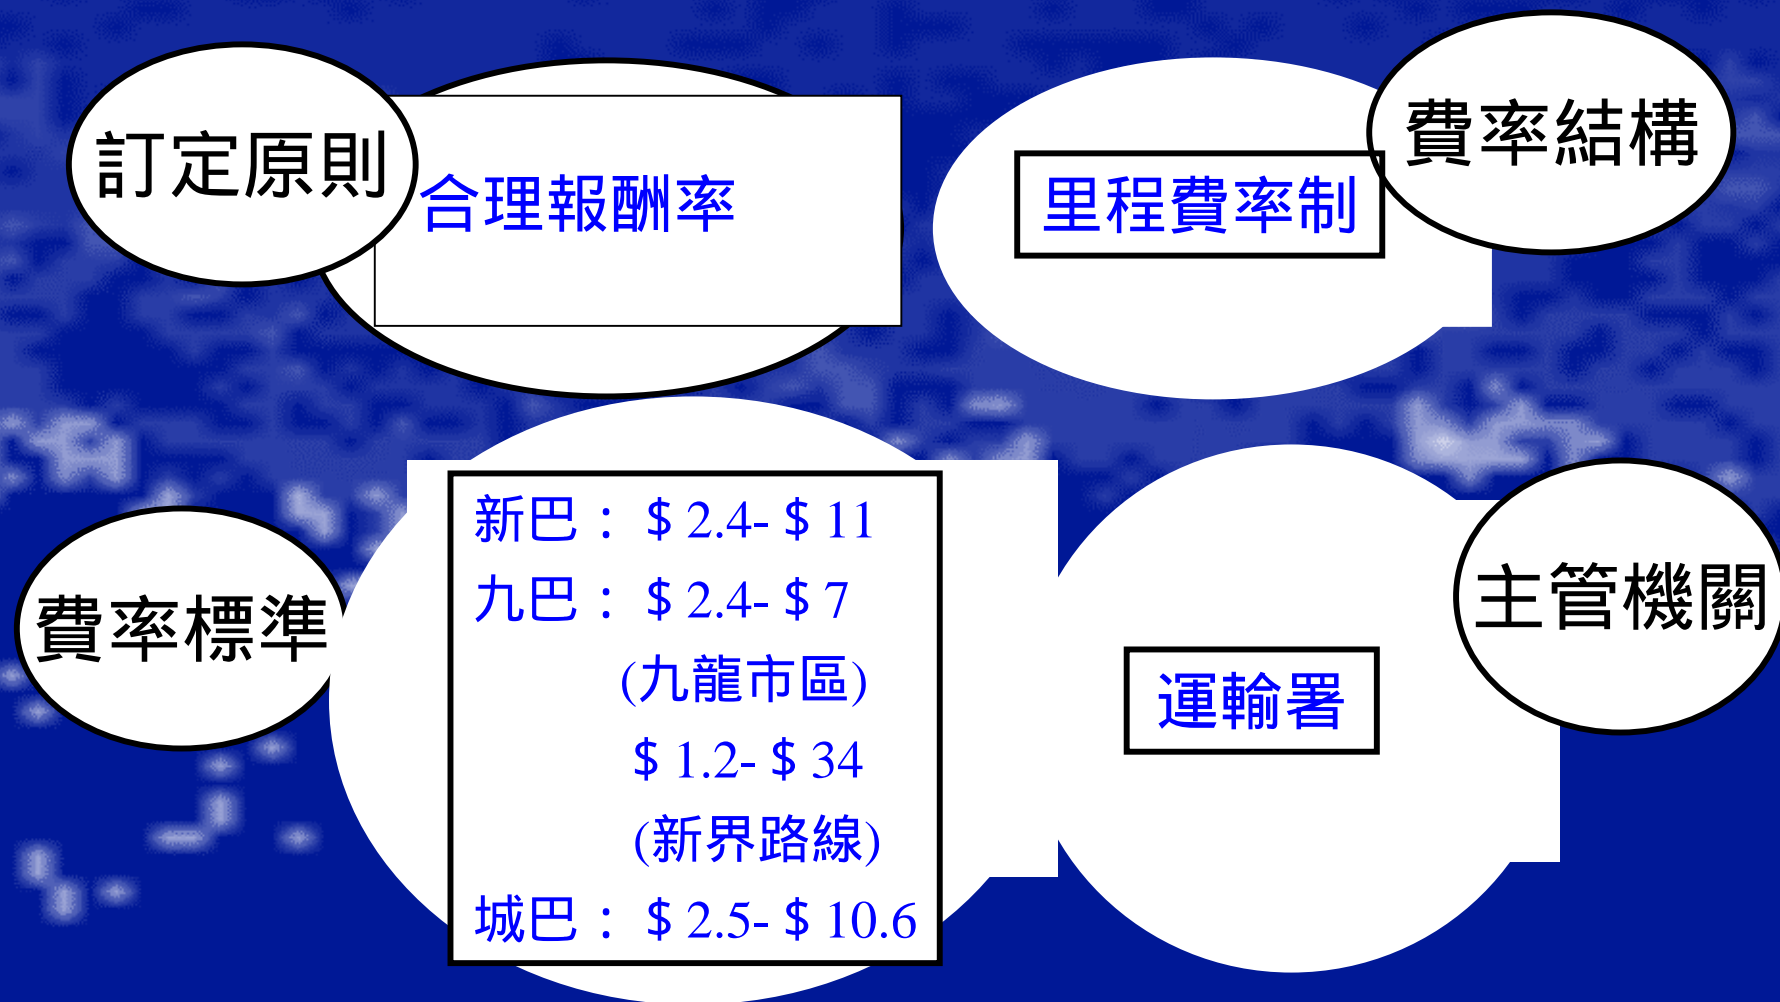 訂定原則
合理報酬率
費率結構
里程費率制
費率標準
新巴：＄2.4-＄11
九巴：＄2.4-＄7
(九龍市區)
＄1.2-＄34
(新界路線)
城巴：＄2.5-＄10.6
主管機關
運輸署